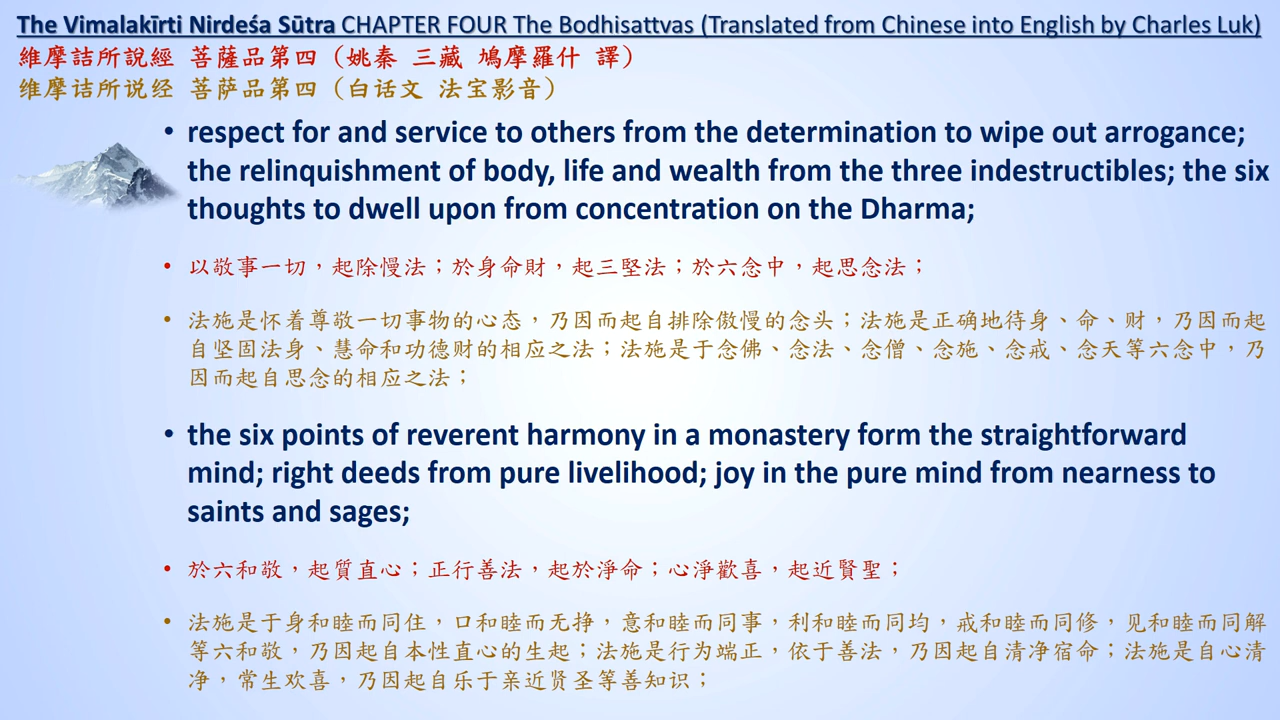 The Vimalakīrti Nirdeśa Sūtra CHAPTER FOUR The Bodhisattvas (Translated from Chinese into English by Charles Luk)
維摩詰所說經 菩薩品第四 (姚秦 三藏 鳩摩羅什 譯)
维摩诘所说经 菩萨品第四 (白话文 法宝影音)
• respect for and service to others from the determination to wipe out arrogance;
the relinquishment of body, life and wealth from the three indestructibles; the six
thoughts to dwell upon from concentration on the Dharma;
• 以敬事一切，起除慢法；於身命財，起三堅法；於六念中，起思念法；
• 法施是怀着尊敬一切事物的心态，乃因而起自排除傲慢的念头；法施是正确地待身、命、财，乃因而起
自坚固法身、慧命和功德财的相应之法；法施是于念佛、念法、念僧、念施、念戒、念天等六念中，乃
因而起自思念的相应之法；
• the six points of reverent harmony in a monastery form the straightforward
mind; right deeds from pure livelihood; joy in the pure mind from nearness to
saints and sages;
• 於六和敬，起質直心；正行善法，起於淨命；心淨歡喜，起近賢聖；
• 法施是于身和睦而同住，口和睦而无挣，意和睦而同事，利和睦而同均，戒和睦而同修，见和睦而同解
等六和敬，乃因起自本性直心的生起；法施是行为端正，依于善法，乃因起自清净宿命；法施是自心清
净，常生欢喜，乃因起自乐于亲近贤圣等善知识；